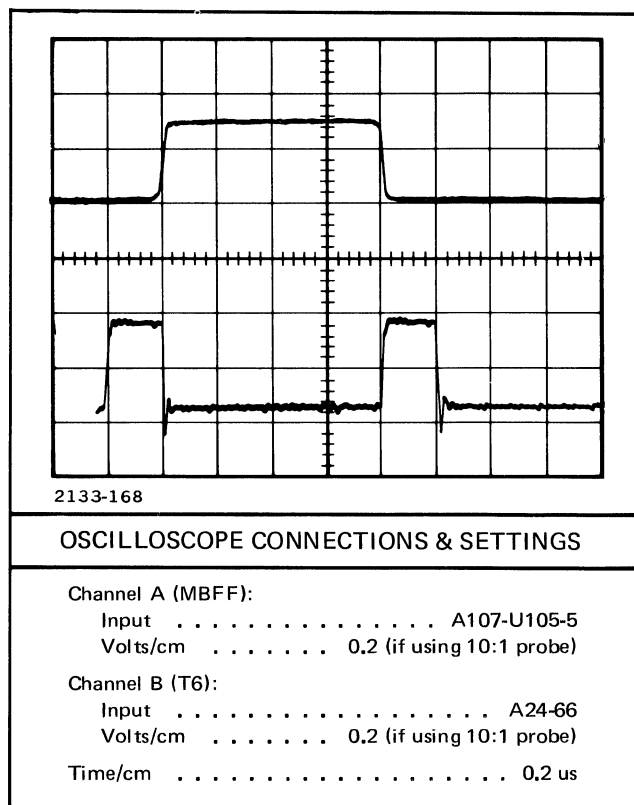 2133-168
OSCILLOSCOPE CONNECTIONS & SETTINGS
Channel A (MBFF):
Input . . . . . . . . . . . . . . . . A107-U105-5
Volts/cm . . . . . . . 0.2 (if using 10:1 probe)
Channel B (T6):
Input . . . . . . . . . . . . . . . . . . . A24-66
Volts/cm . . . . . . . 0.2 (if using 10:1 probe)
Time/cm . . . . . . . . . . . . . . . . . . . . 0.2 us